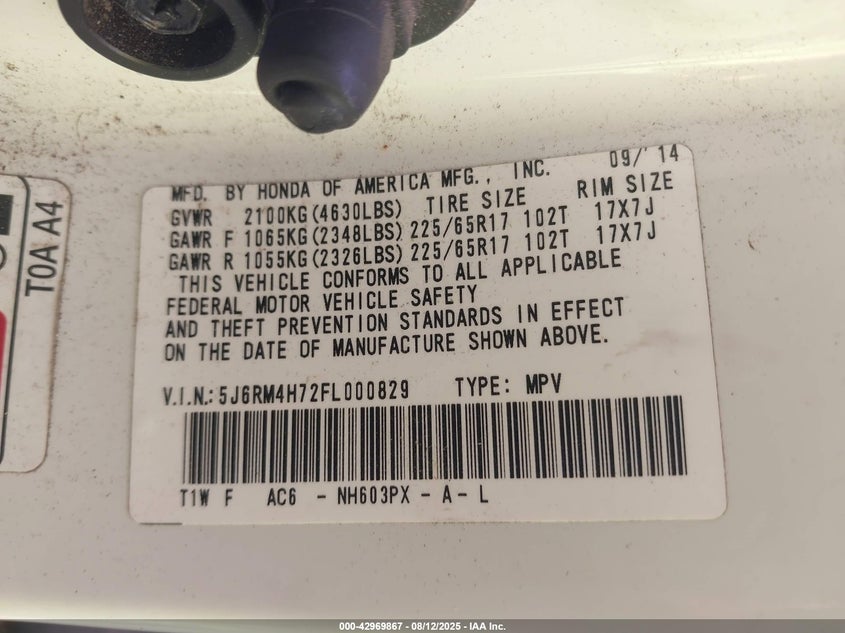 MFD. BY HONDA OF AMERICA MFG., INC. 09/'14
GVWR 2100KG(4630LBS) TIRE SIZE RIM SIZE
GAWR F 1065KG(2348LBS) 225/65R17 102T 17X7J
GAWR R 1055KG(2326LBS) 225/65R17 102T 17X7J
THIS VEHICLE CONFORMS TO ALL APPLICABLE
FEDERAL MOTOR VEHICLE SAFETY
AND THEFT PREVENTION STANDARDS IN EFFECT
ON THE DATE OF MANUFACTURE SHOWN ABOVE.
V.I.N.: 5J6RM4H72FL000829 TYPE: MPV
T1W F AC6 - NH603PX - A - L
T0A A4
000-42969867 - 08/12/2025 - IAA Inc.